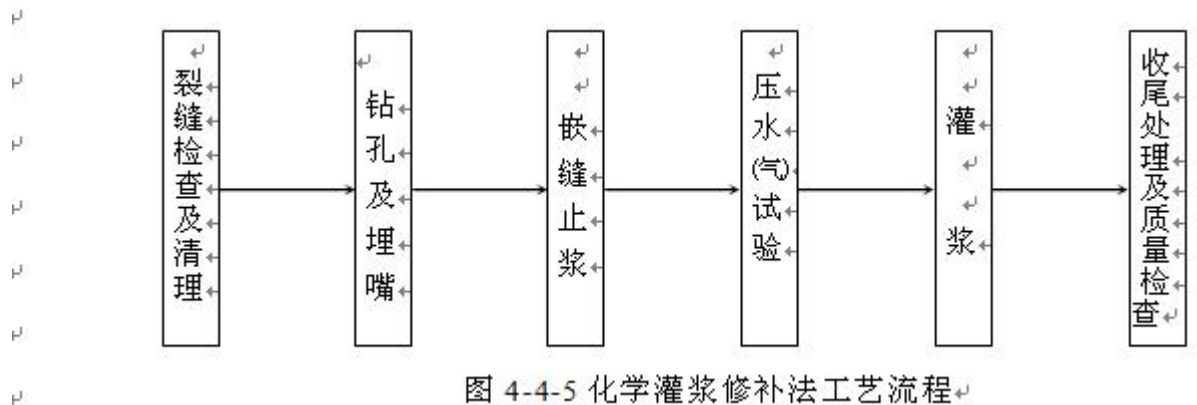 裂缝检查及清理
钻孔及埋嘴
嵌缝止浆
压水(气)试验
灌浆
收尾处理及质量检查
图 4-4-5 化学灌浆修补法工艺流程